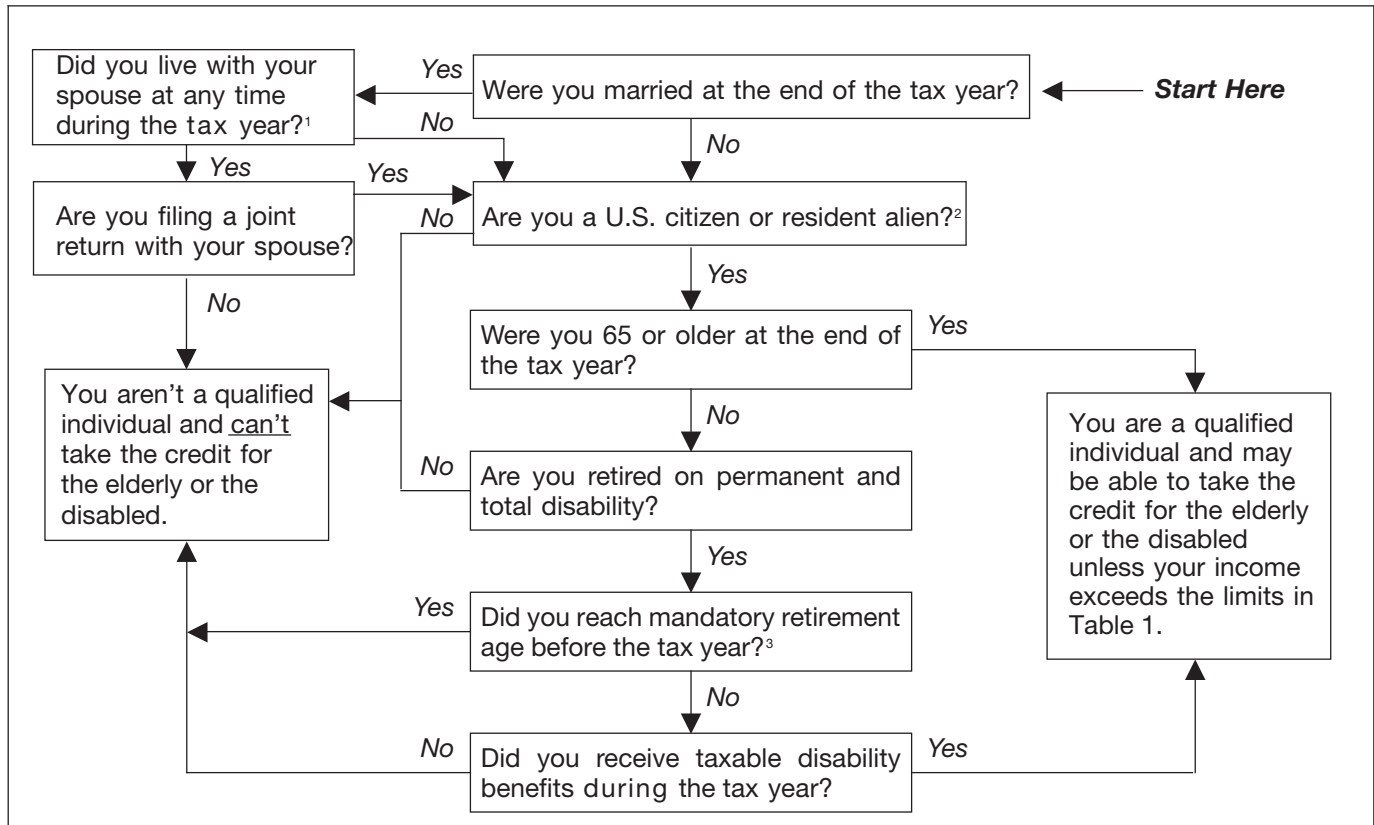 Did you live with your
spouse at any time
during the tax year?¹
Yes
Were you married at the end of the tax year?
Start Here
No
No
Yes
Yes
Are you filing a joint
return with your spouse?
No
Are you a U.S. citizen or resident alien?²
Yes
No
Were you 65 or older at the end of
the tax year?
Yes
You aren’t a qualified
individual and can’t
take the credit for
the elderly or the
disabled.
No
You are a qualified
individual and may
be able to take the
credit for the elderly
or the disabled
unless your income
exceeds the limits in
Table 1.
No
Are you retired on permanent and
total disability?
Yes
Yes
Did you reach mandatory retirement
age before the tax year?³
No
No
Did you receive taxable disability
benefits during the tax year?
Yes